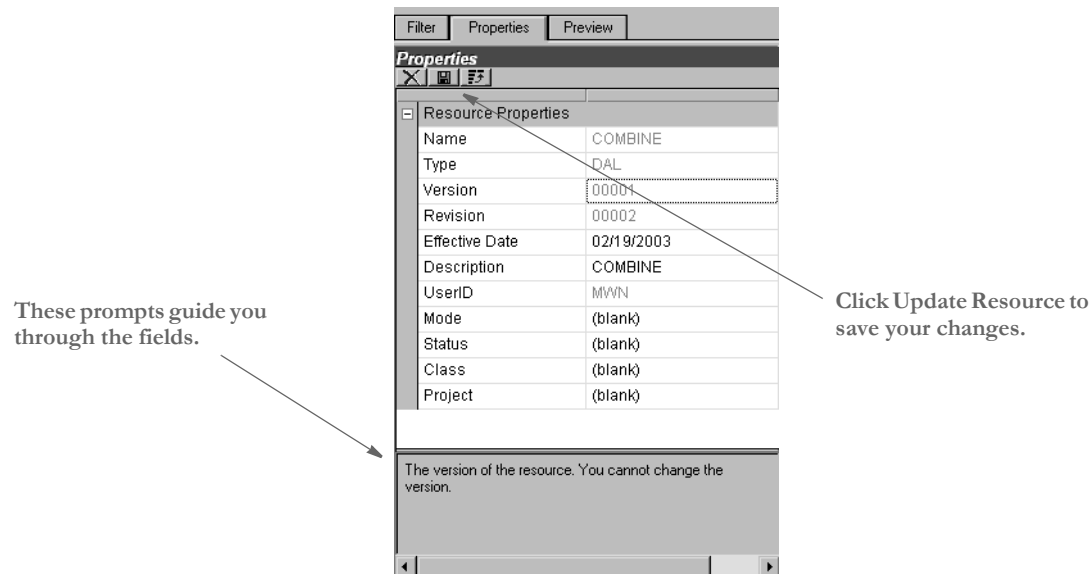 Filter Properties Preview
Properties
Resource Properties
Name COMBINE
Type DAL
Version 00001
Revision 00002
Effective Date 02/19/2003
Description COMBINE
UserID MWN
Mode (blank)
Status (blank)
Class (blank)
Project (blank)
The version of the resource. You cannot change the
version.
These prompts guide you
through the fields.
Click Update Resource to
save your changes.